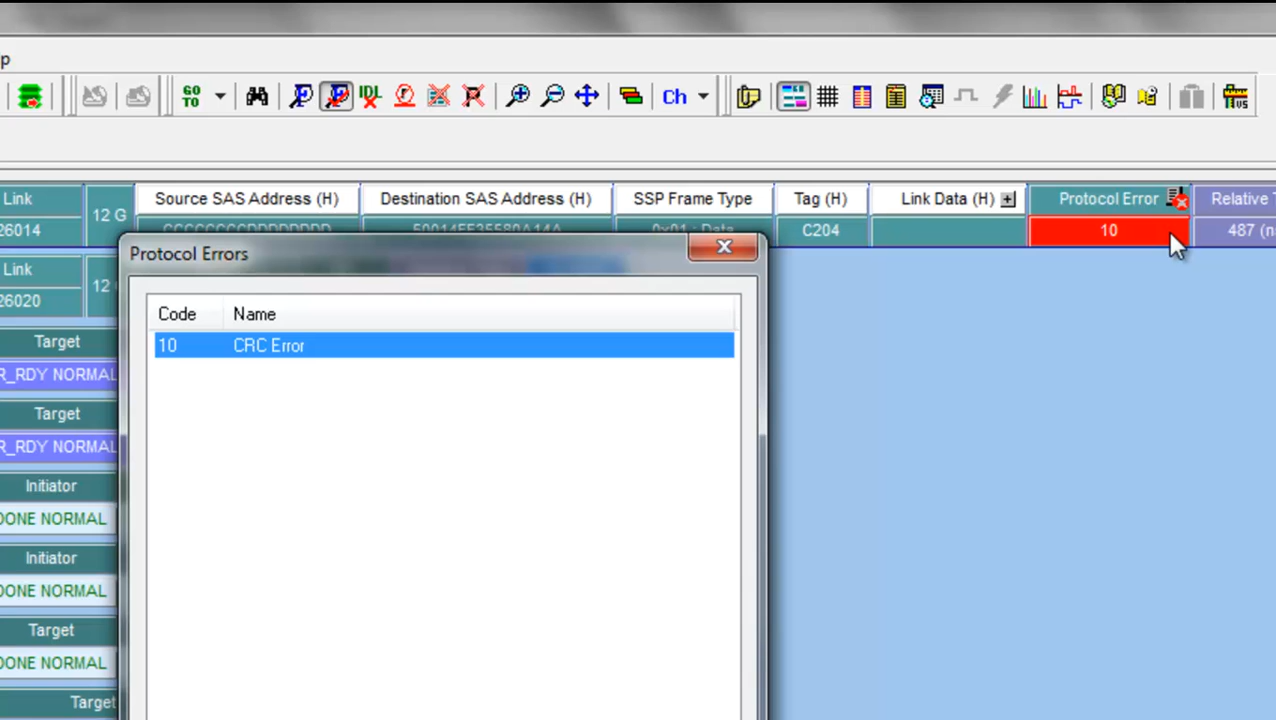 p
GO TO
IDL
Ch
Link
12 G
Source SAS Address (H)
Destination SAS Address (H)
SSP Frame Type
Tag (H)
Link Data (H) +
Protocol Error
Relative
26014
C204
10
487 (n
Protocol Errors
Link
12
26020
Code Name
10 CRC Error
Target
R_RDY NORMAL
Target
R_RDY NORMAL
Initiator
DONE NORMAL
Initiator
DONE NORMAL
Target
DONE NORMAL
Target